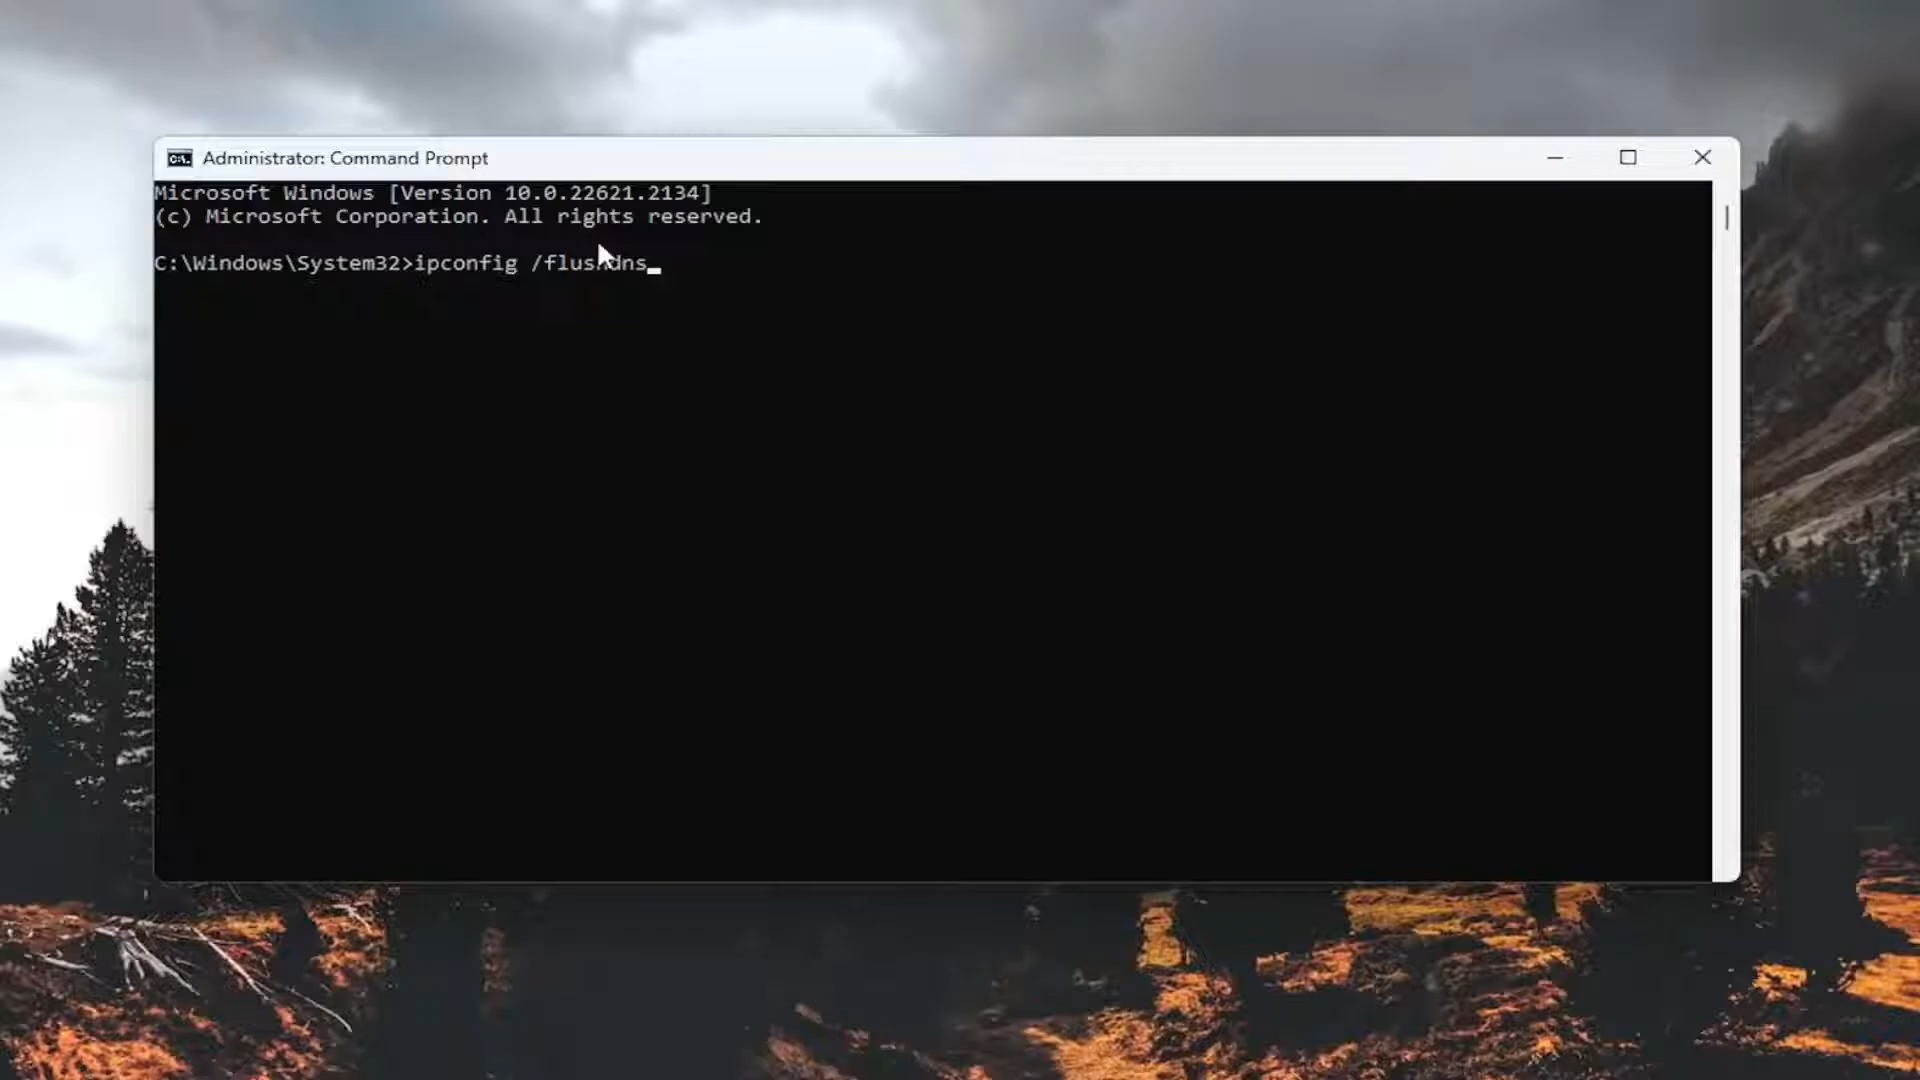 Administrator: Command Prompt
Microsoft Windows [Version 10.0.22621.2134]
(c) Microsoft Corporation. All rights reserved.
C:\Windows\System32>ipconfig /flushdns